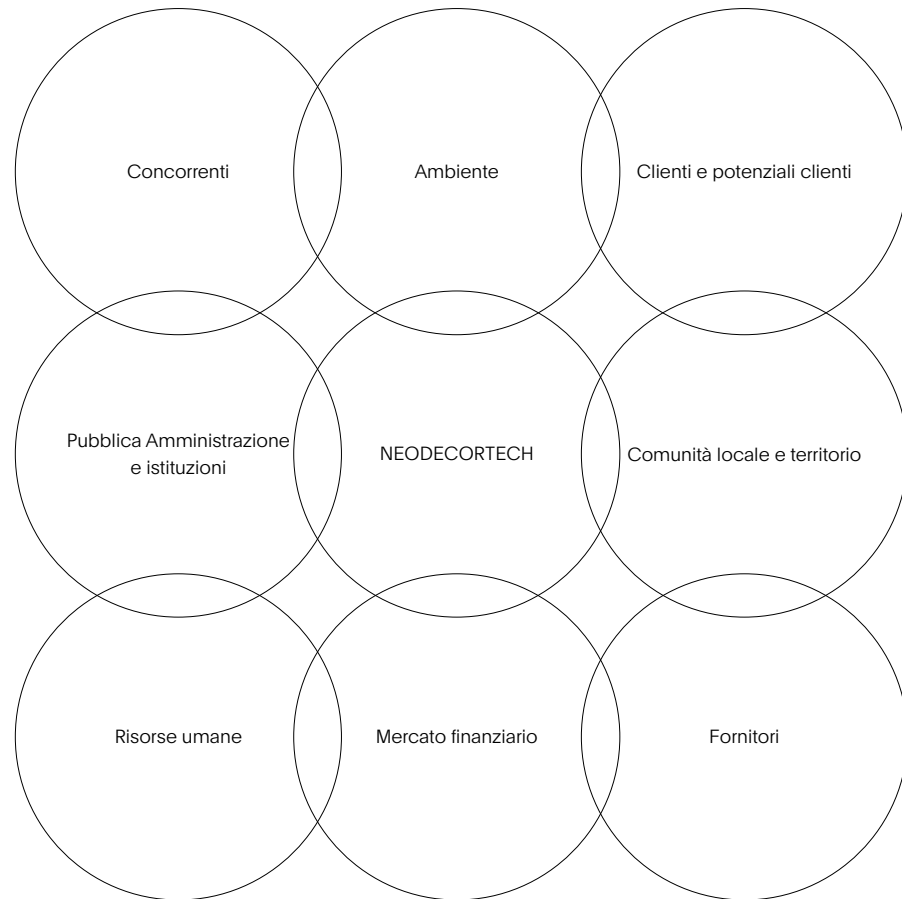 Concorrenti
Ambiente
Clienti e potenziali clienti
Pubblica Amministrazione
e istituzioni
NEODECORTECH
Comunità locale e territorio
Risorse umane
Mercato finanziario
Fornitori